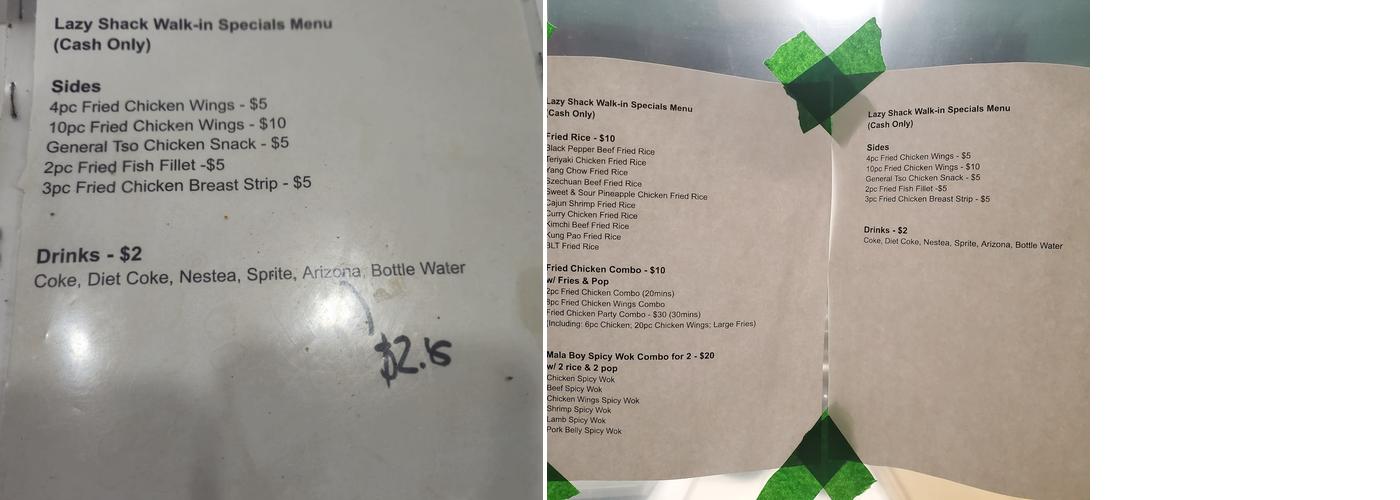 Lazy Shack Walk-in Specials Menu
(Cash Only)
Sides
4pc Fried Chicken Wings - $5
10pc Fried Chicken Wings - $10
General Tso Chicken Snack - $5
2pc Fried Fish Fillet -$5
3pc Fried Chicken Breast Strip - $5
Drinks - $2
Coke, Diet Coke, Nestea, Sprite, Arizona, Bottle Water
$2.15
Lazy Shack Walk-in Specials Menu
(Cash Only)
Fried Rice - $10
Black Pepper Beef Fried Rice
Teriyaki Chicken Fried Rice
Yang Chow Fried Rice
Szechuan Beef Fried Rice
Sweet & Sour Pineapple Chicken Fried Rice
Cajun Shrimp Fried Rice
Curry Chicken Fried Rice
Kimchi Beef Fried Rice
Kung Pao Fried Rice
BLT Fried Rice
Fried Chicken Combo - $10
w/ Fries & Pop
2pc Fried Chicken Combo (20mins)
Fried Chicken Wings Combo
Fried Chicken Party Combo - $30 (30mins)
(Including: 6pc Chicken; 20pc Chicken Wings; Large Fries)
Mala Boy Spicy Wok Combo for 2 - $20
w/ 2 rice & 2 pop
Chicken Spicy Wok
Beef Spicy Wok
Chicken Wings Spicy Wok
Shrimp Spicy Wok
Lamb Spicy Wok
Pork Belly Spicy Wok
Lazy Shack Walk-in Specials Menu
(Cash Only)
Sides
4pc Fried Chicken Wings - $5
10pc Fried Chicken Wings - $10
General Tso Chicken Snack - $5
2pc Fried Fish Fillet -$5
3pc Fried Chicken Breast Strip - $5
Drinks - $2
Coke, Diet Coke, Nestea, Sprite, Arizona, Bottle Water